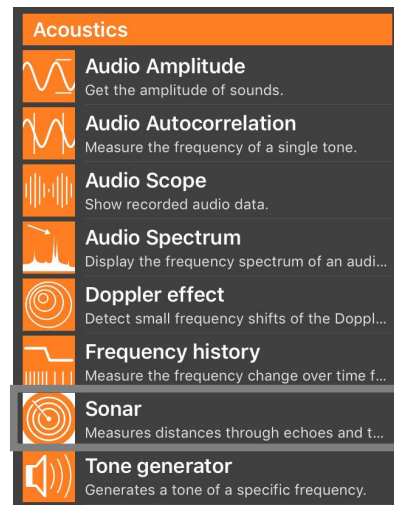 Acoustics
Audio Amplitude
Get the amplitude of sounds.
Audio Autocorrelation
Measure the frequency of a single tone.
Audio Scope
Show recorded audio data.
Audio Spectrum
Display the frequency spectrum of an audi...
Doppler effect
Detect small frequency shifts of the Doppl...
Frequency history
Measure the frequency change over time f...
Sonar
Measures distances through echoes and t...
Tone generator
Generates a tone of a specific frequency.